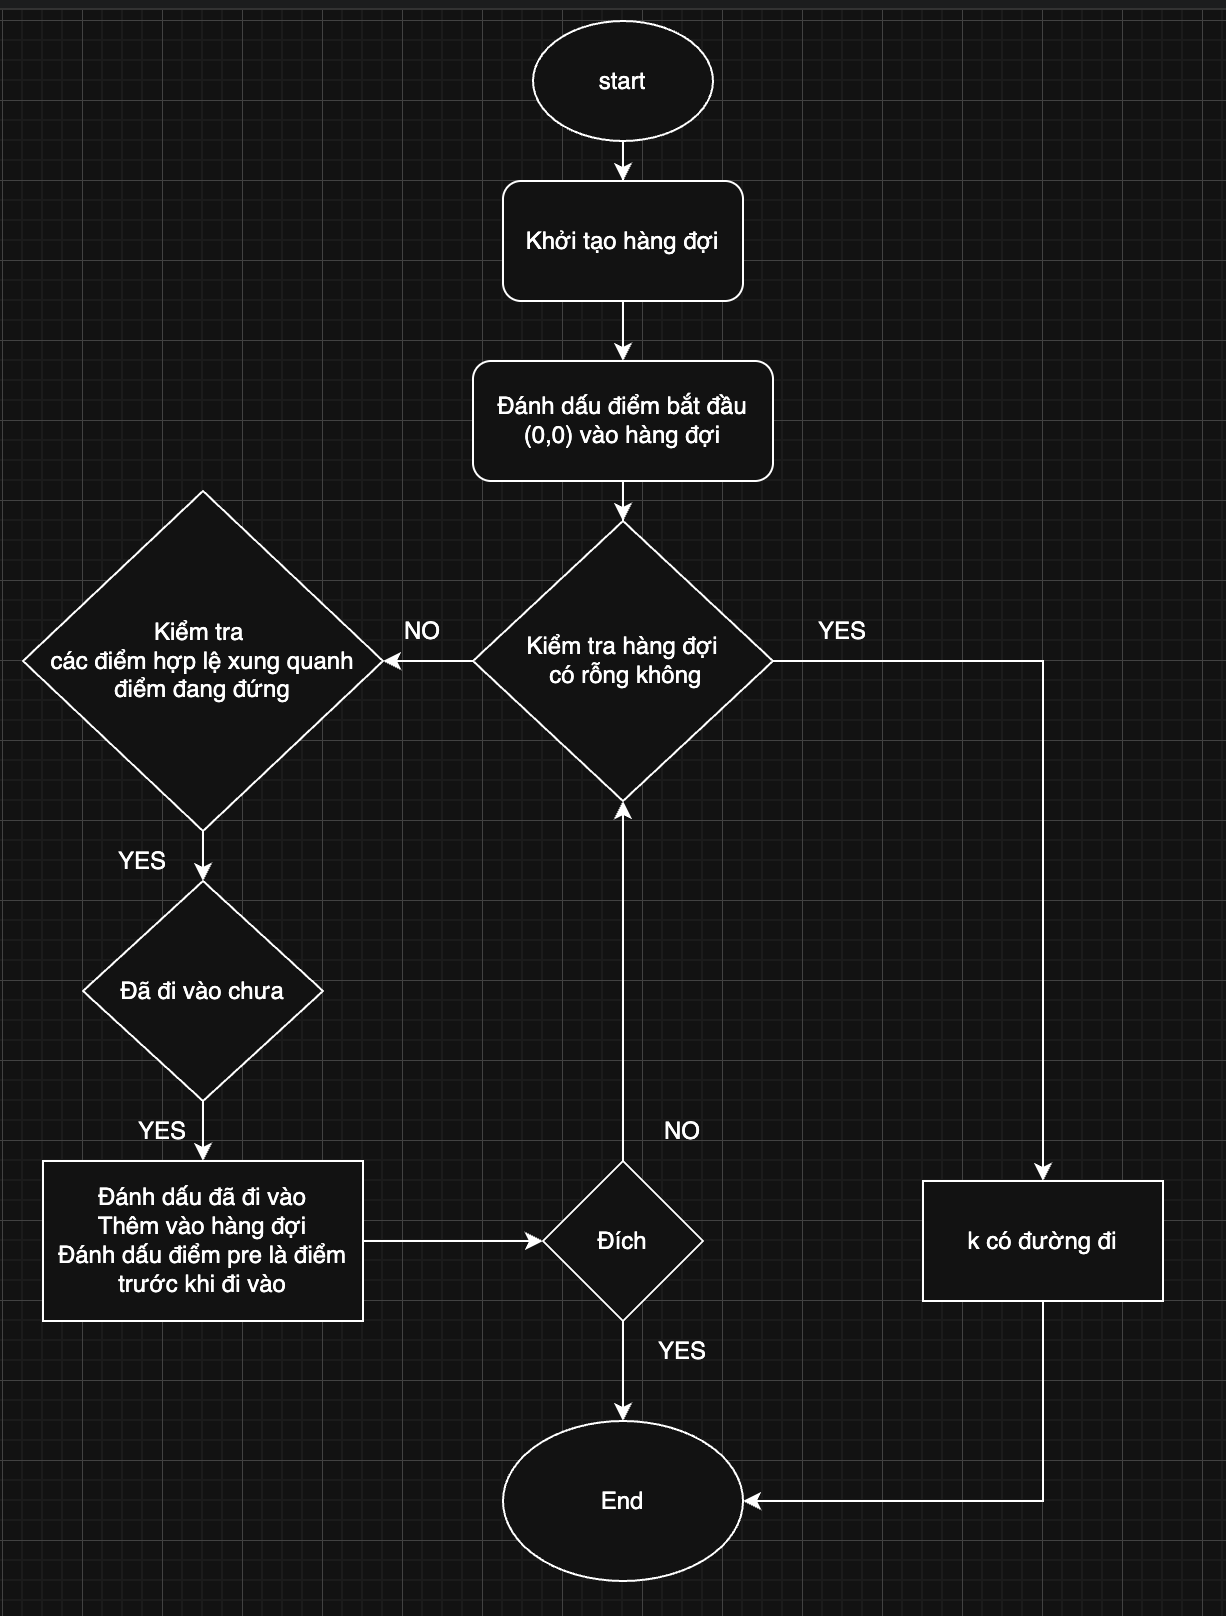 start
Khởi tạo hàng đợi
Đánh dấu điểm bắt đầu
(0,0) vào hàng đợi
Kiểm tra
các điểm hợp lệ xung quanh
điểm đang đứng
NO
Kiểm tra hàng đợi
có rỗng không
YES
YES
Đã đi vào chưa
YES
NO
Đánh dấu đã đi vào
Thêm vào hàng đợi
Đánh dấu điểm pre là điểm
trước khi đi vào
Đích
k có đường đi
YES
End